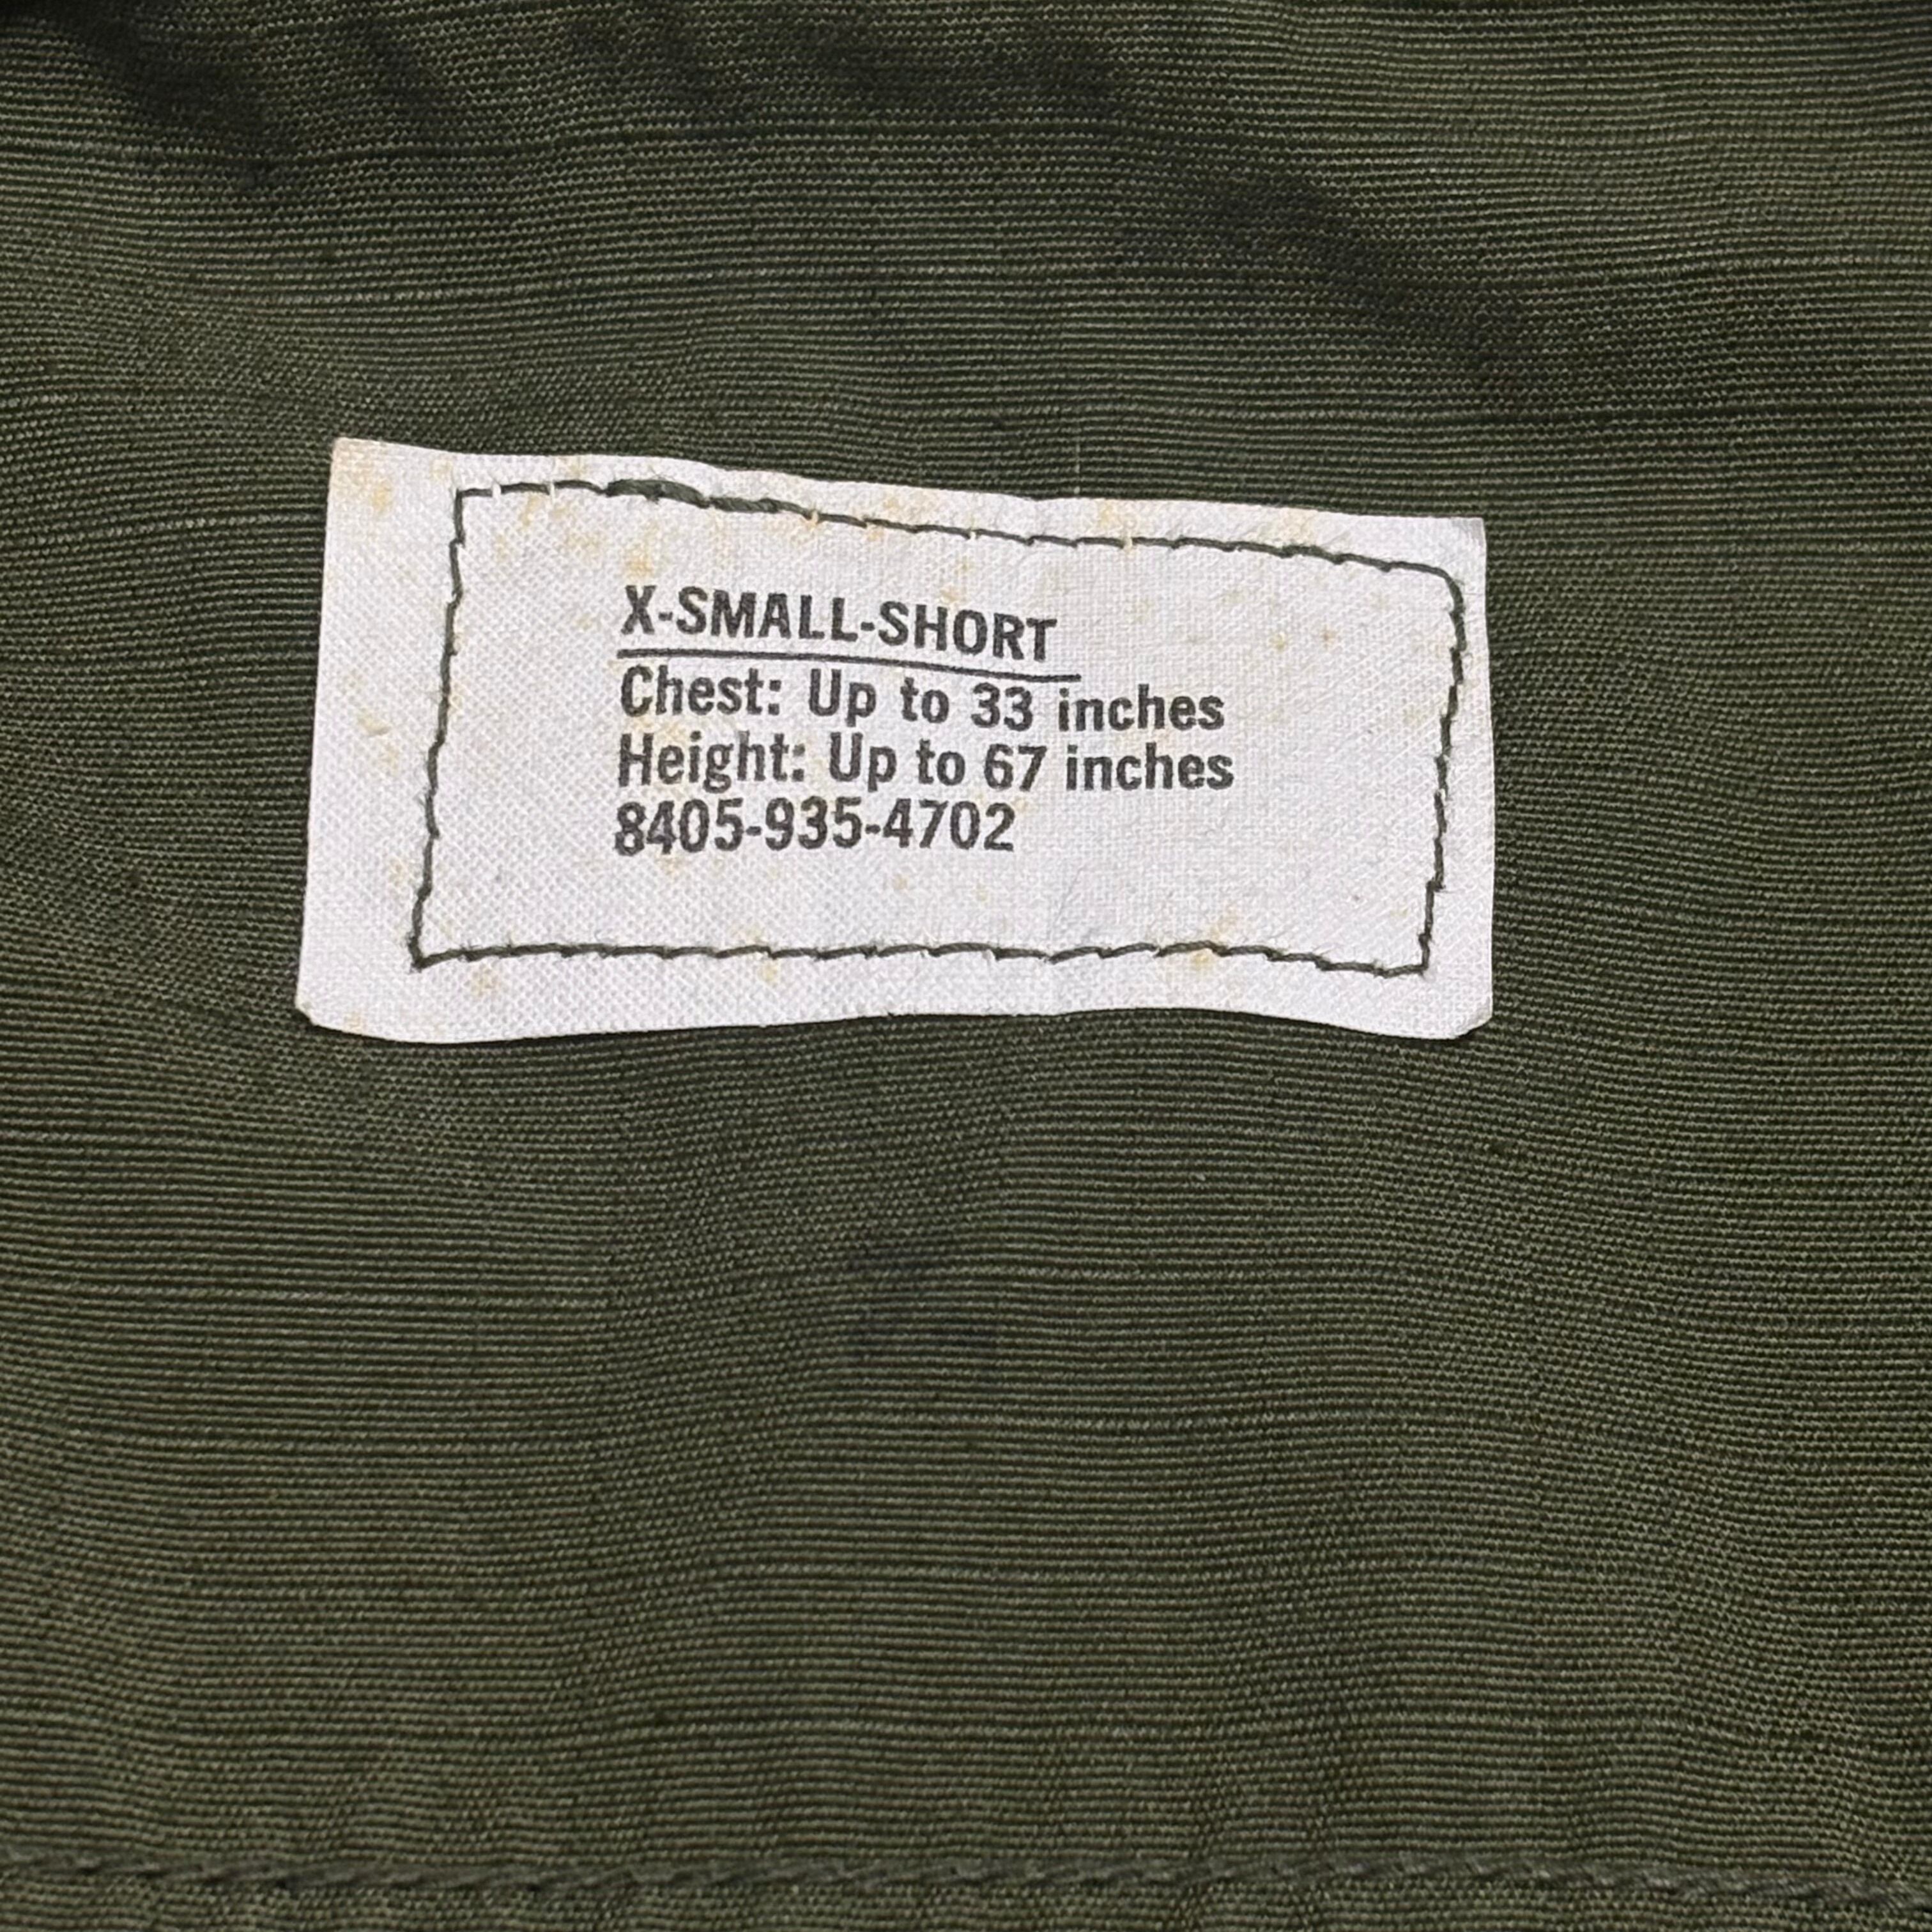 X-SMALL-SHORT
Chest: Up to 33 inches
Height: Up to 67 inches
8405-935-4702